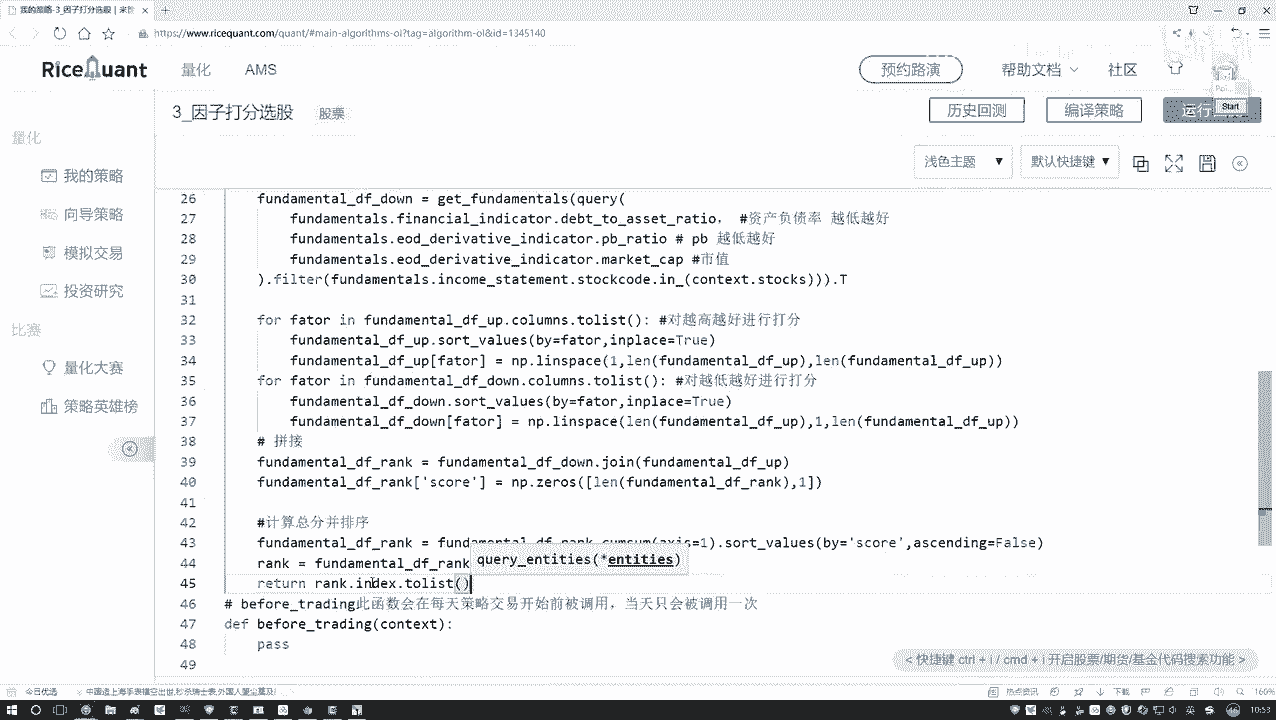 我的策略-3_因子打分选股 | 米筐
https://www.ricequant.com/quant/#main-algorithms-ol?tag=algorithm-ol&id=1345140
RiceQuant 量化 AMS 预约路演 帮助文档 社区
3_因子打分选股 股票 历史回测 编译策略 运行
Start
浅色主题 ▼ 默认快捷键 ▼
量化
我的策略
向导策略
模拟交易
投资研究
比赛
量化大赛
策略英雄榜
26 fundamental_df_down = get_fundamentals(query(
27 fundamentals.financial_indicator.debt_to_asset_ratio， #资产负债率 越低越好
28 fundamentals.eod_derivative_indicator.pb_ratio # pb 越低越好
29 fundamentals.eod_derivative_indicator.market_cap #市值
30 ).filter(fundamentals.income_statement.stockcode.in_(context.stocks))).T
31
32 for fator in fundamental_df_up.columns.tolist(): #对越高越好进行打分
33 fundamental_df_up.sort_values(by=fator,inplace=True)
34 fundamental_df_up[fator] = np.linspace(1,len(fundamental_df_up),len(fundamental_df_up))
35 for fator in fundamental_df_down.columns.tolist(): #对越低越好进行打分
36 fundamental_df_down.sort_values(by=fator,inplace=True)
37 fundamental_df_down[fator] = np.linspace(len(fundamental_df_up),1,len(fundamental_df_up))
38 # 拼接
39 fundamental_df_rank = fundamental_df_down.join(fundamental_df_up)
40 fundamental_df_rank['score'] = np.zeros([len(fundamental_df_rank),1])
41
42 #计算总分并排序
43 fundamental_df_rank = fundamental_df_rank.cumsum(axis=1).sort_values(by='score',ascending=False)
44 rank = fundamental_df_rank
query_entities(*entities)
45 return rank.index.tolist()
46 # before_trading此函数会在每天策略交易开始前被调用，当天只会被调用一次
47 def before_trading(context):
48 pass
49
< 快捷键 ctrl + i / cmd + i 开启股票/期货/基金代码搜索功能 >
今日优选 热点资讯 下载 160%
英 10:53